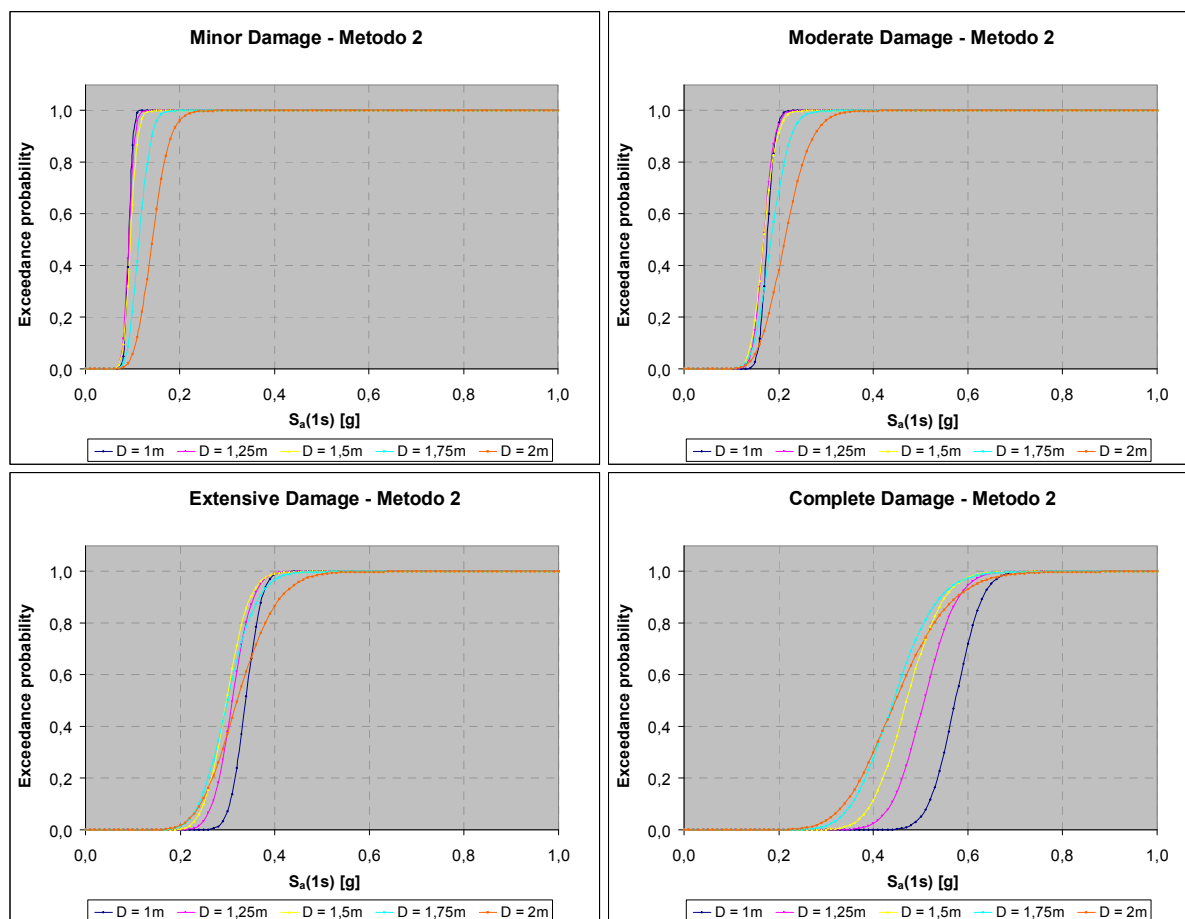 Minor Damage - Metodo 2
Exceedance probability
1,0
0,8
0,6
0,4
0,2
0,0
0,0 0,2 0,4 0,6 0,8 1,0
Sa(1s) [g]
D = 1m D = 1,25m D = 1,5m D = 1,75m D = 2m
Moderate Damage - Metodo 2
Exceedance probability
1,0
0,8
0,6
0,4
0,2
0,0
0,0 0,2 0,4 0,6 0,8 1,0
Sa(1s) [g]
D = 1m D = 1,25m D = 1,5m D = 1,75m D = 2m
Extensive Damage - Metodo 2
Exceedance probability
1,0
0,8
0,6
0,4
0,2
0,0
0,0 0,2 0,4 0,6 0,8 1,0
Sa(1s) [g]
D = 1m D = 1,25m D = 1,5m D = 1,75m D = 2m
Complete Damage - Metodo 2
Exceedance probability
1,0
0,8
0,6
0,4
0,2
0,0
0,0 0,2 0,4 0,6 0,8 1,0
Sa(1s) [g]
D = 1m D = 1,25m D = 1,5m D = 1,75m D = 2m